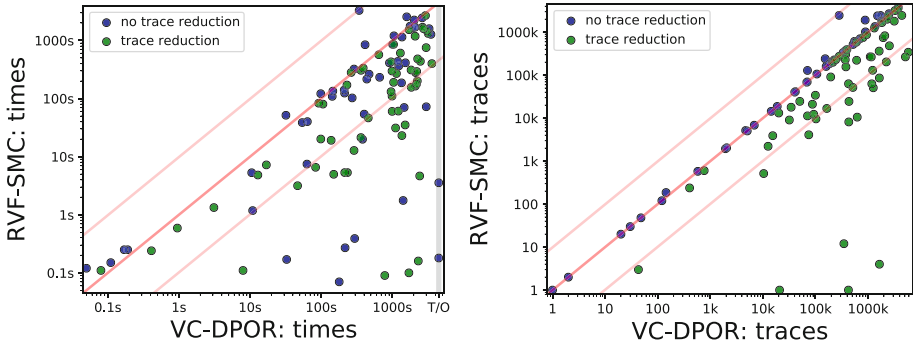 no trace reduction
trace reduction
1000s
100s
10s
1s
0.1s
RVF-SMC: times
0.1s 1s 10s 100s 1000s T/O
VC-DPOR: times
no trace reduction
trace reduction
1000k
100k
10k
1k
100
10
1
RVF-SMC: traces
1 10 100 1k 10k 100k 1000k
VC-DPOR: traces